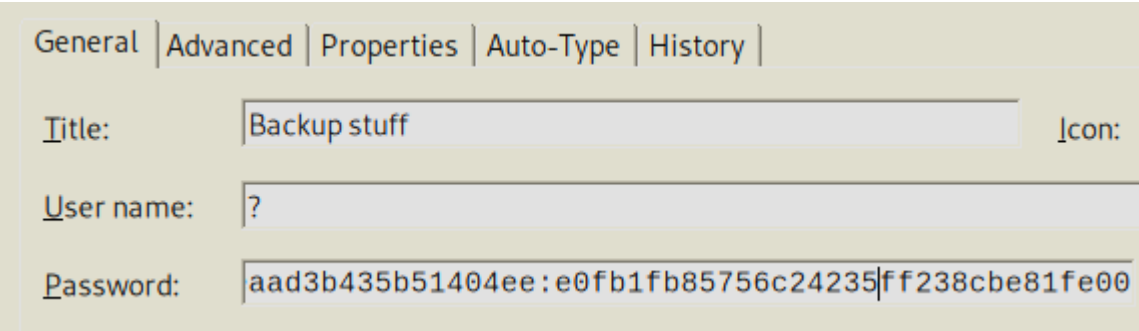 General Advanced Properties Auto-Type History
Title: Backup stuff Icon:
User name: ?
Password: aad3b435b51404ee:e0fb1fb85756c24235ff238cbe81fe00